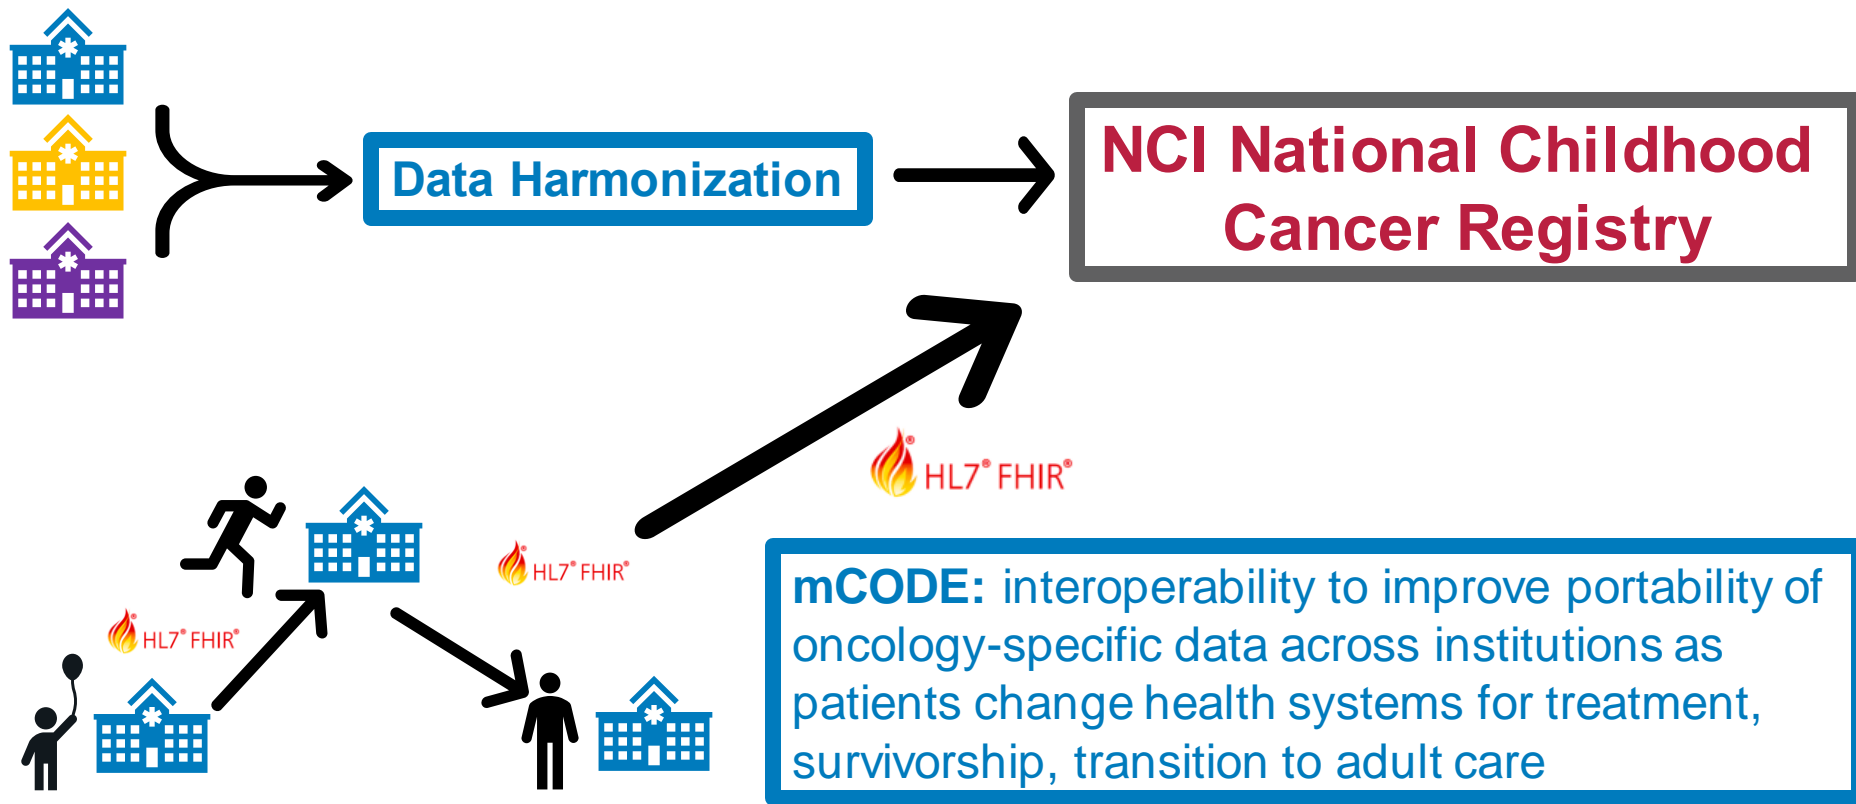 Data Harmonization
NCI National Childhood
Cancer Registry
HL7® FHIR®
HL7® FHIR®
HL7® FHIR®
mCODE: interoperability to improve portability of
oncology-specific data across institutions as
patients change health systems for treatment,
survivorship, transition to adult care